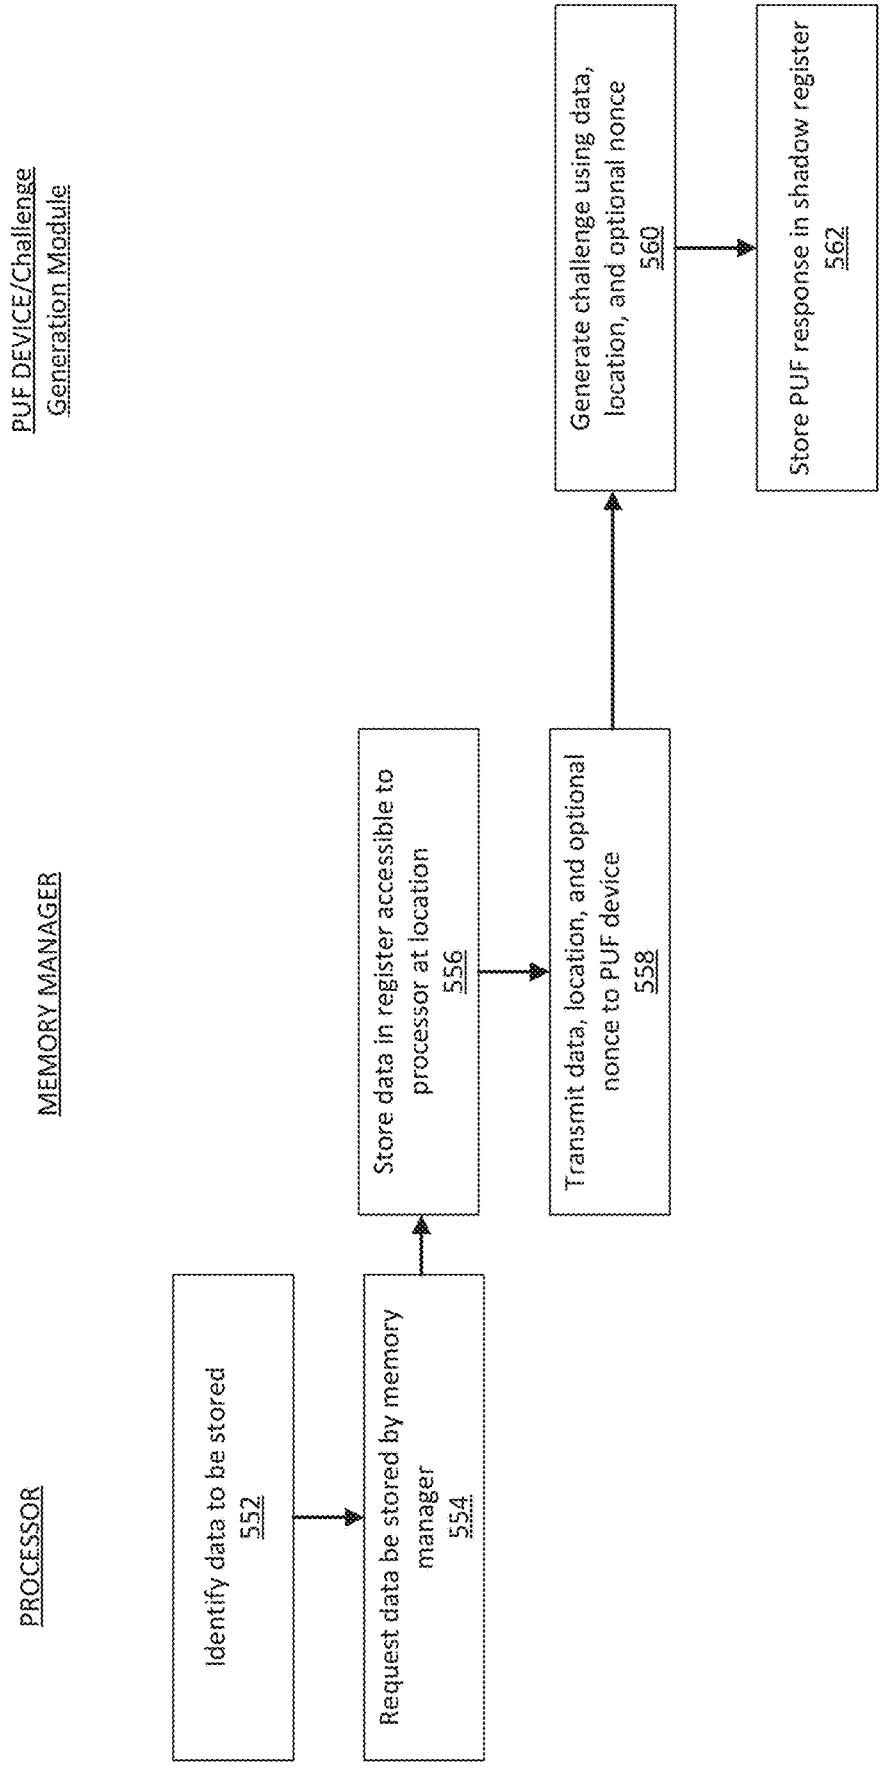 PROCESSOR
MEMORY MANAGER
PUF DEVICE/Challenge
Generation Module
Identify data to be stored
552
Request data be stored by memory
manager
554
Store data in register accessible to
processor at location
556
Transmit data, location, and optional
nonce to PUF device
558
Generate challenge using data,
location, and optional nonce
560
Store PUF response in shadow register
562